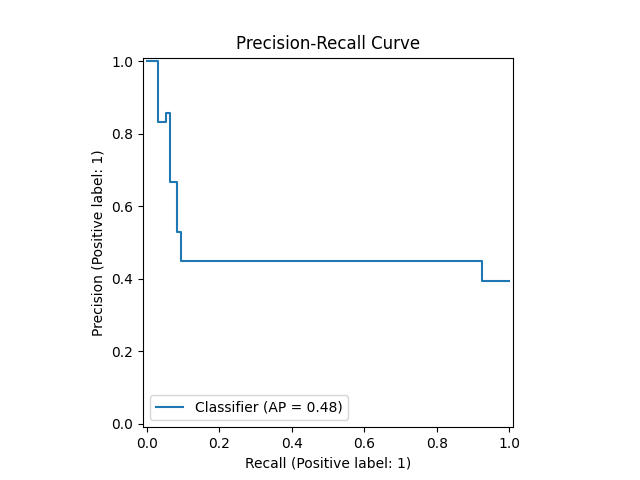 Precision-Recall Curve
1.0
0.8
0.6
0.4
0.2
0.0
Precision (Positive label: 1)
Classifier (AP = 0.48)
0.0 0.2 0.4 0.6 0.8 1.0
Recall (Positive label: 1)